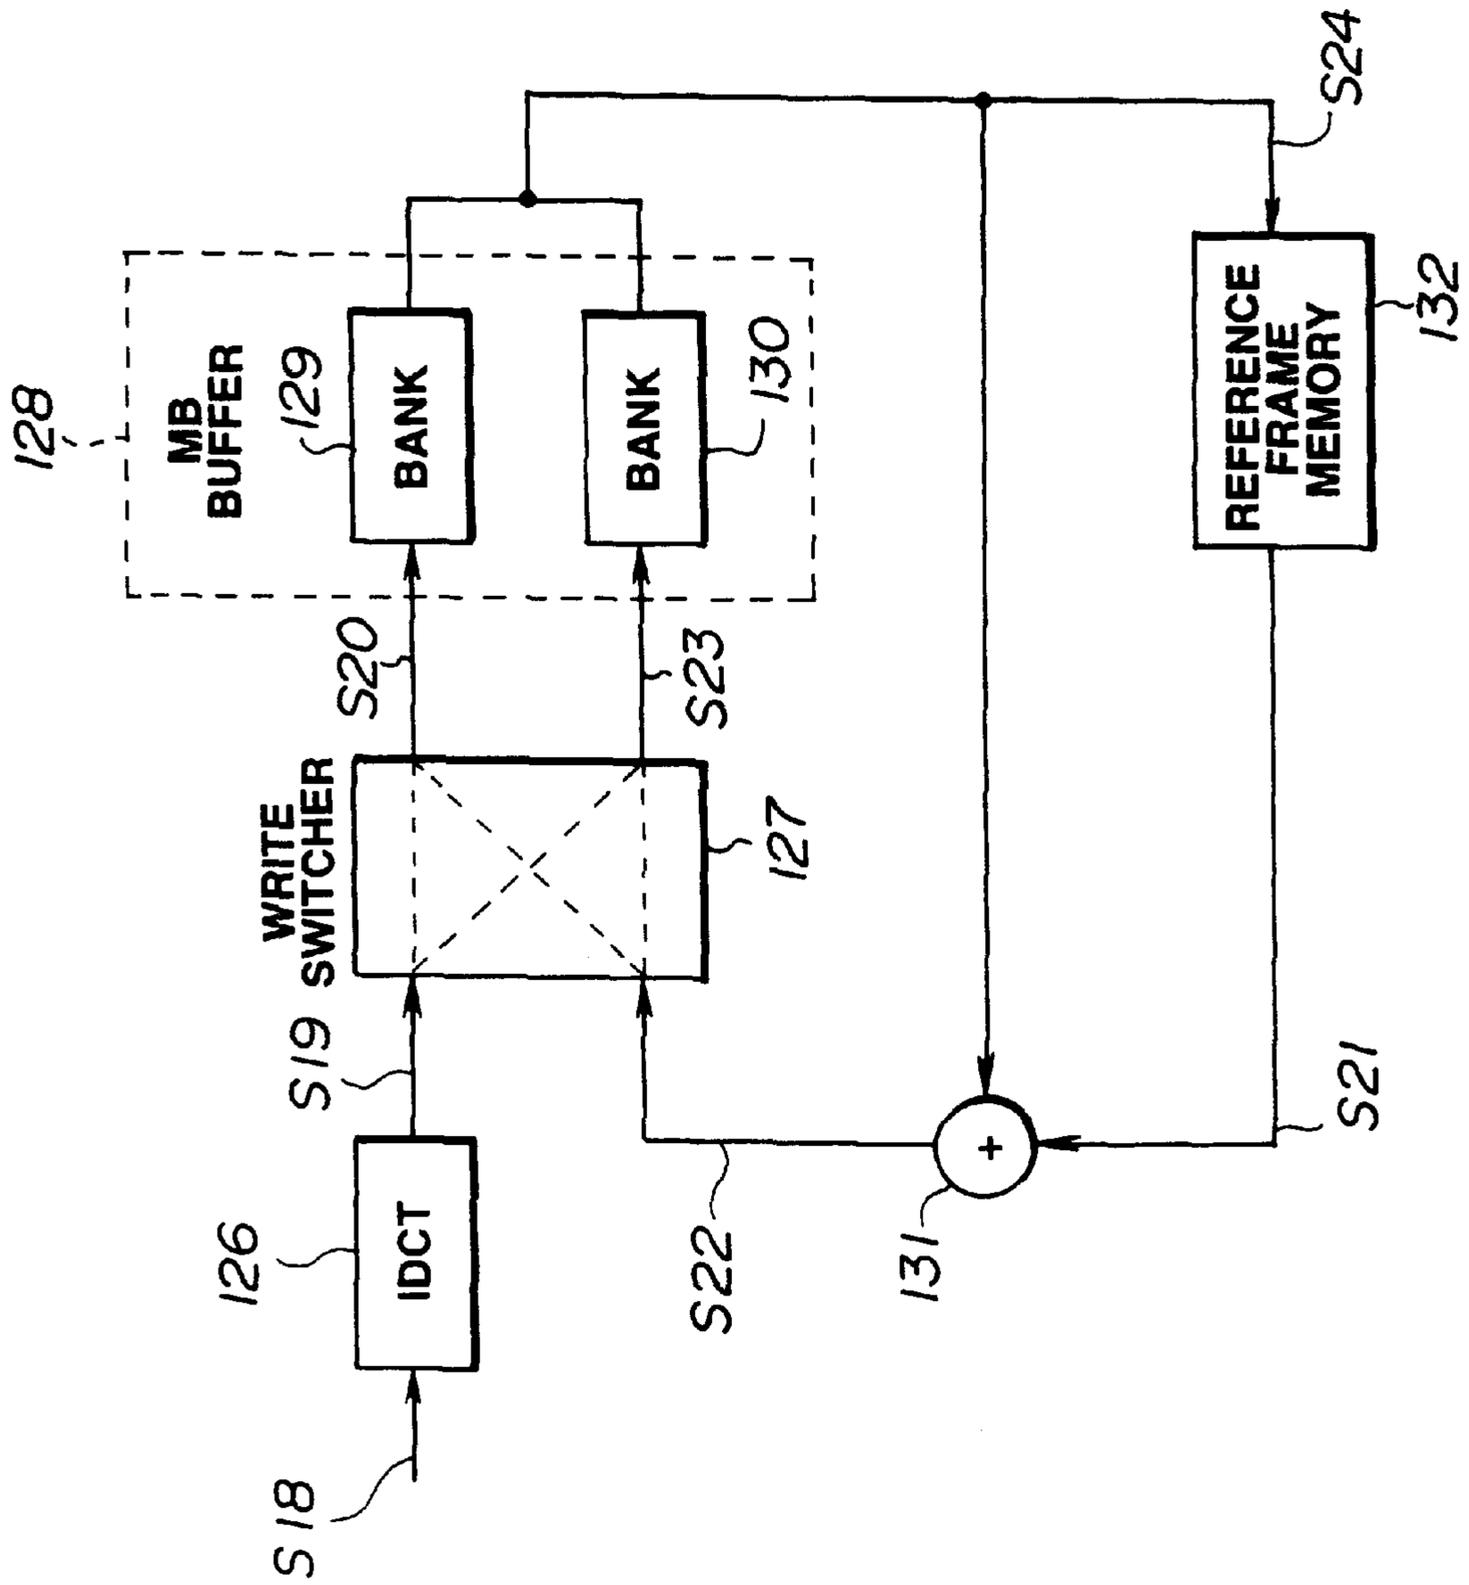 S18
126
IDCT
S19
WRITE
SWITCHER
127
S20
S23
128
MB
BUFFER
129
BANK
BANK
130
S22
131
+
S21
REFERENCE
FRAME
MEMORY
132
S24